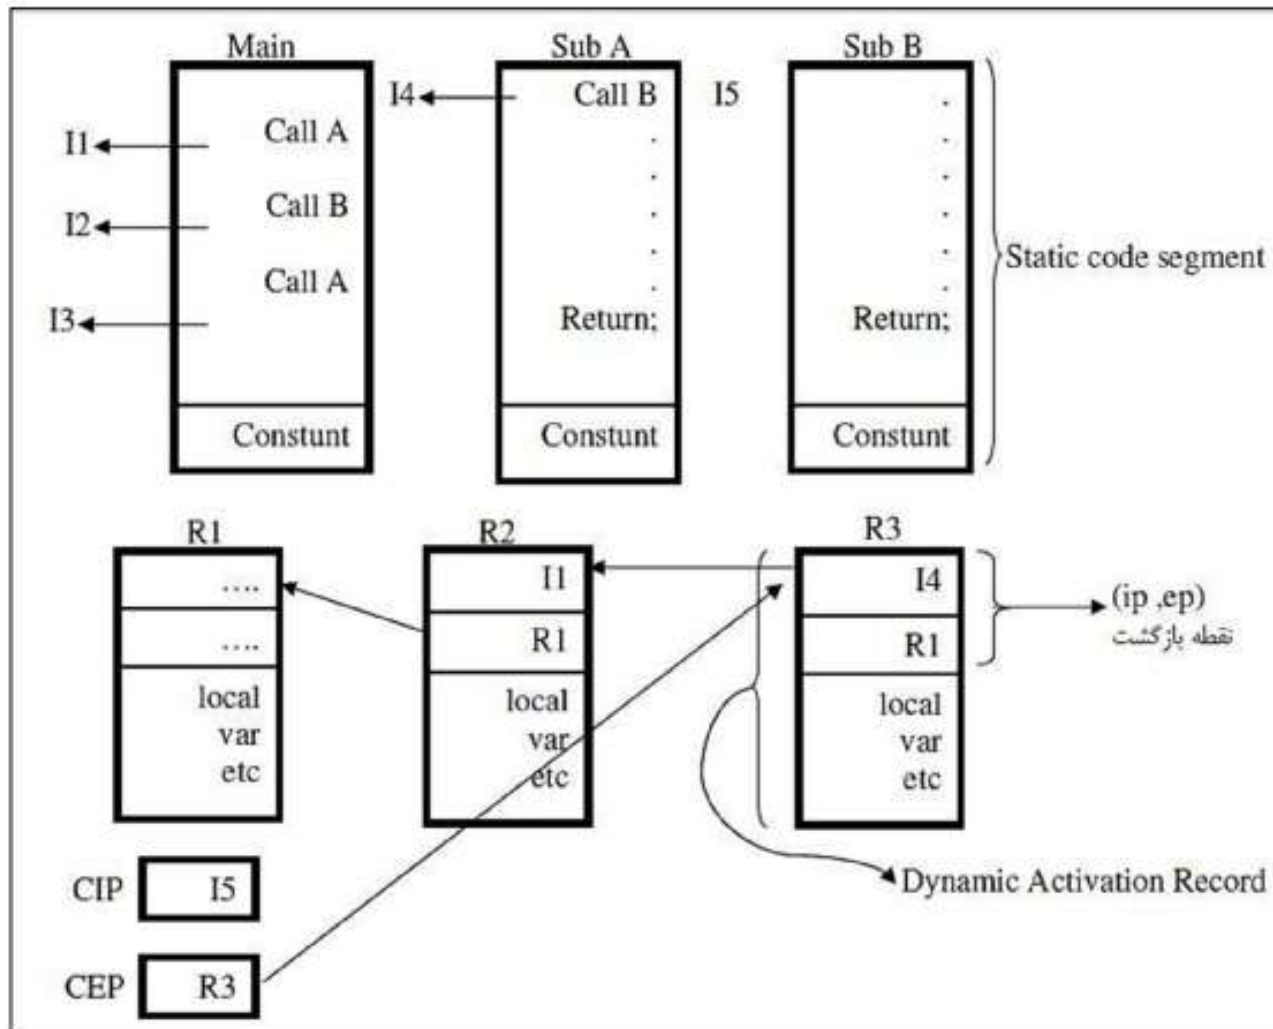 Main
Sub A
Sub B
I4
Call B
I5
Call A
I1
Call B
I2
Call A
Static code segment
I3
Return;
Return;
Constunt
Constunt
Constunt
R1
R2
R3
....
I1
I4
(ip ,ep)
نقطه بازگشت
....
R1
R1
local
var
etc
local
var
etc
local
var
etc
CIP
I5
Dynamic Activation Record
CEP
R3